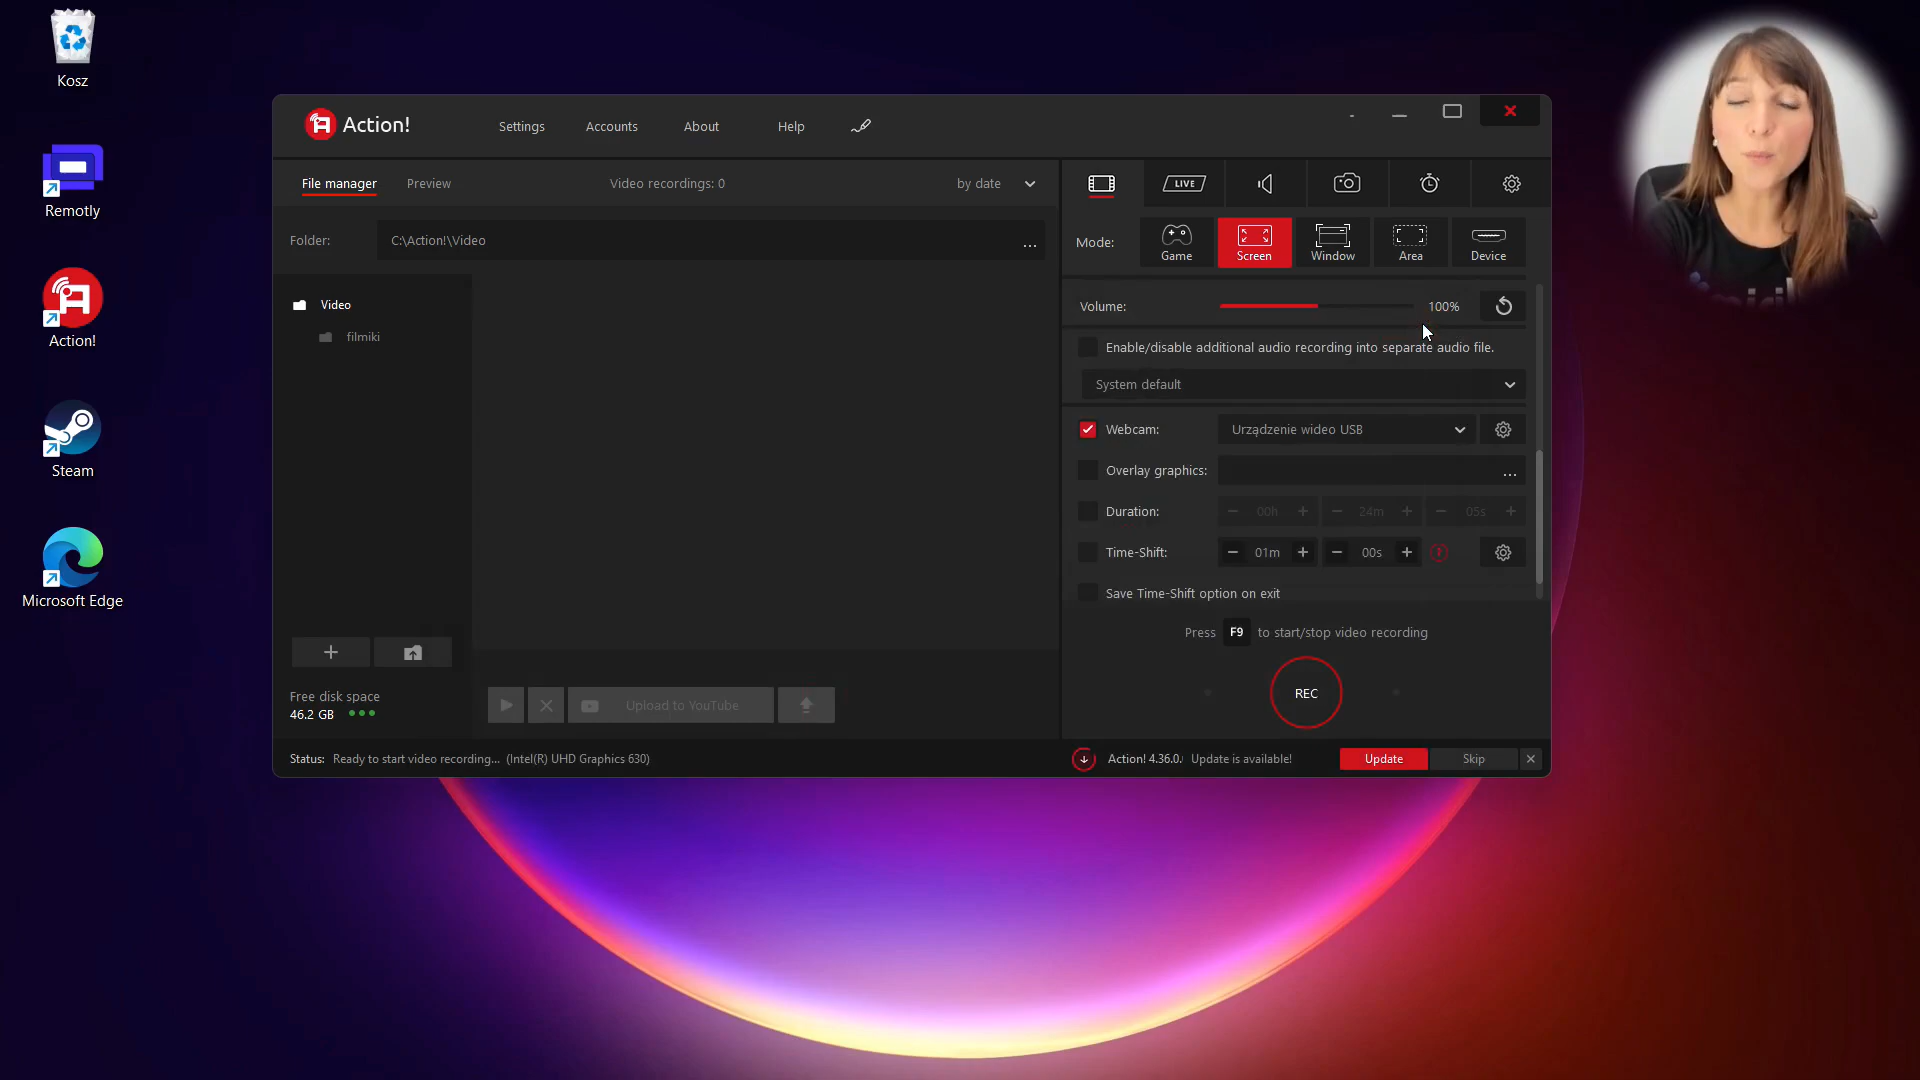 Kosz
Remotly
Action!
Steam
Microsoft Edge
Action!
Settings
Accounts
About
Help
File manager
Preview
Video recordings: 0
by date
LIVE
Folder:
C:\Action!\Video
...
Mode:
Game
Screen
Window
Area
Device
Video
filmiki
Volume:
100%
Enable/disable additional audio recording into separate audio file.
System default
Webcam:
Urządzenie wideo USB
Overlay graphics:
...
Duration:
00h
24m
05s
Time-Shift:
01m
00s
Save Time-Shift option on exit
Press F9 to start/stop video recording
REC
Free disk space
46.2 GB
Upload to YouTube
Status: Ready to start video recording... (Intel(R) UHD Graphics 630)
Action! 4.36.0. Update is available!
Update
Skip